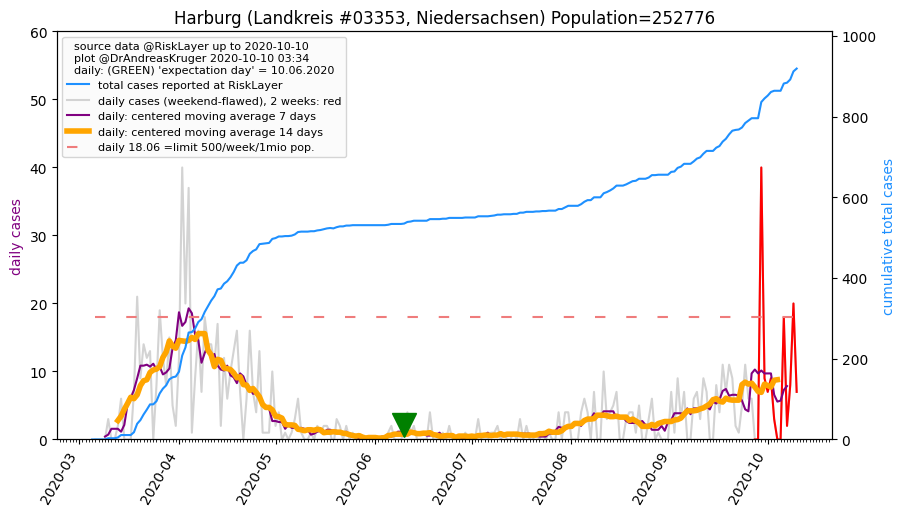 Harburg (Landkreis #03353, Niedersachsen) Population=252776
source data @RiskLayer up to 2020-10-10
plot @DrAndreasKruger 2020-10-10 03:34
daily: (GREEN) 'expectation day' = 10.06.2020
total cases reported at RiskLayer
daily cases (weekend-flawed), 2 weeks: red
daily: centered moving average 7 days
daily: centered moving average 14 days
daily 18.06 =limit 500/week/1mio pop.
daily cases
60
50
40
30
20
10
0
cumulative total cases
1000
800
600
400
200
0
2020-03
2020-04
2020-05
2020-06
2020-07
2020-08
2020-09
2020-10